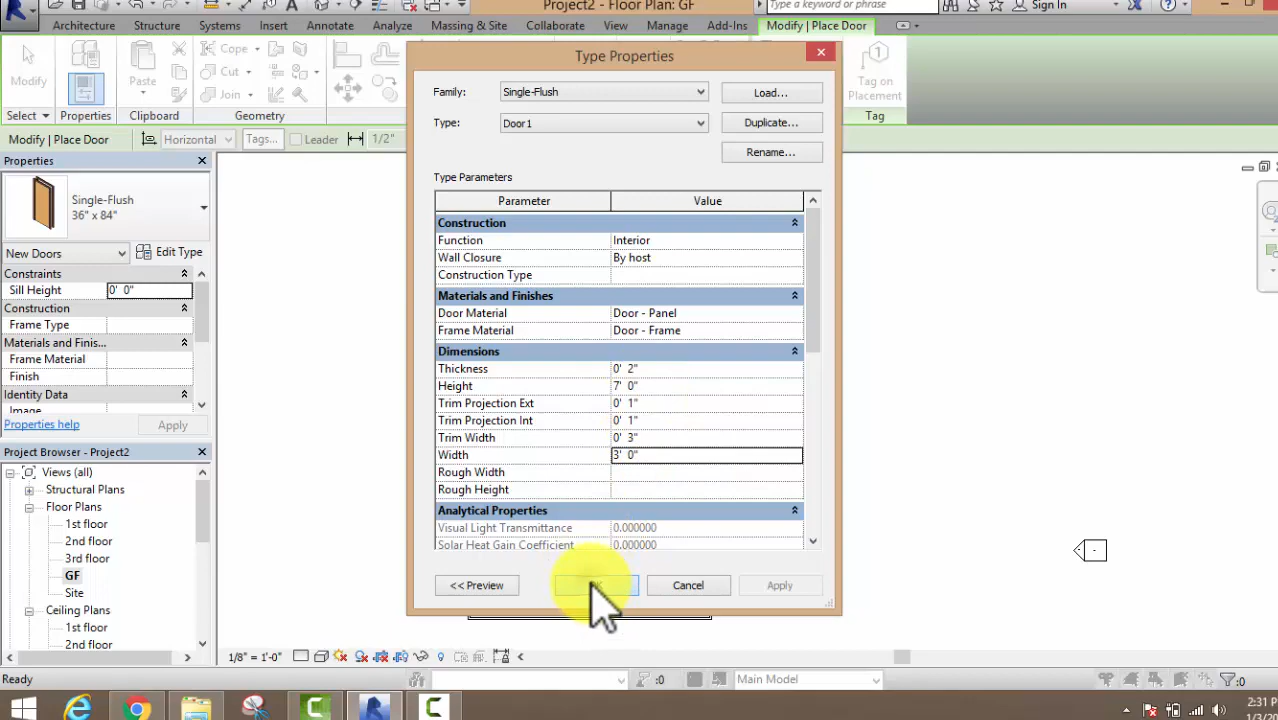 Project2 - Floor Plan: GF
Type a keyword or phrase
Sign In
Architecture Structure Systems Insert Annotate Analyze Massing & Site Collaborate View Manage Add-Ins Modify | Place Door
Modify
Paste
Cope
Cut
Join
Tag on
Placement
Select Properties Clipboard Geometry Tag
Modify | Place Door Horizontal Tags... Leader 1/2"
Properties
Single-Flush
36" x 84"
New Doors Edit Type
Constraints
Sill Height 0' 0"
Construction
Frame Type
Materials and Finis...
Frame Material
Finish
Identity Data
Image
Properties help Apply
Project Browser - Project2
Views (all)
Structural Plans
Floor Plans
1st floor
2nd floor
3rd floor
GF
Site
Ceiling Plans
1st floor
2nd floor
Type Properties
Family: Single-Flush Load...
Type: Door1 Duplicate...
Rename...
Type Parameters
Parameter Value
Construction
Function Interior
Wall Closure By host
Construction Type
Materials and Finishes
Door Material Door - Panel
Frame Material Door - Frame
Dimensions
Thickness 0' 2"
Height 7' 0"
Trim Projection Ext 0' 1"
Trim Projection Int 0' 1"
Trim Width 0' 3"
Width 3' 0"
Rough Width
Rough Height
Analytical Properties
Visual Light Transmittance 0.000000
Solar Heat Gain Coefficient 0.000000
<< Preview Cancel Apply
1/8" = 1'-0"
Ready :0 Main Model :0
2:31 PM